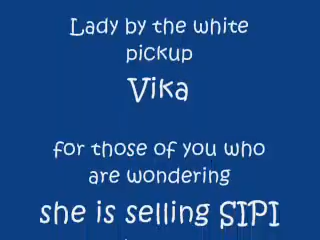 Lady by the white
pickup
Vika
for those of you who
are wondering
she is selling SIPI